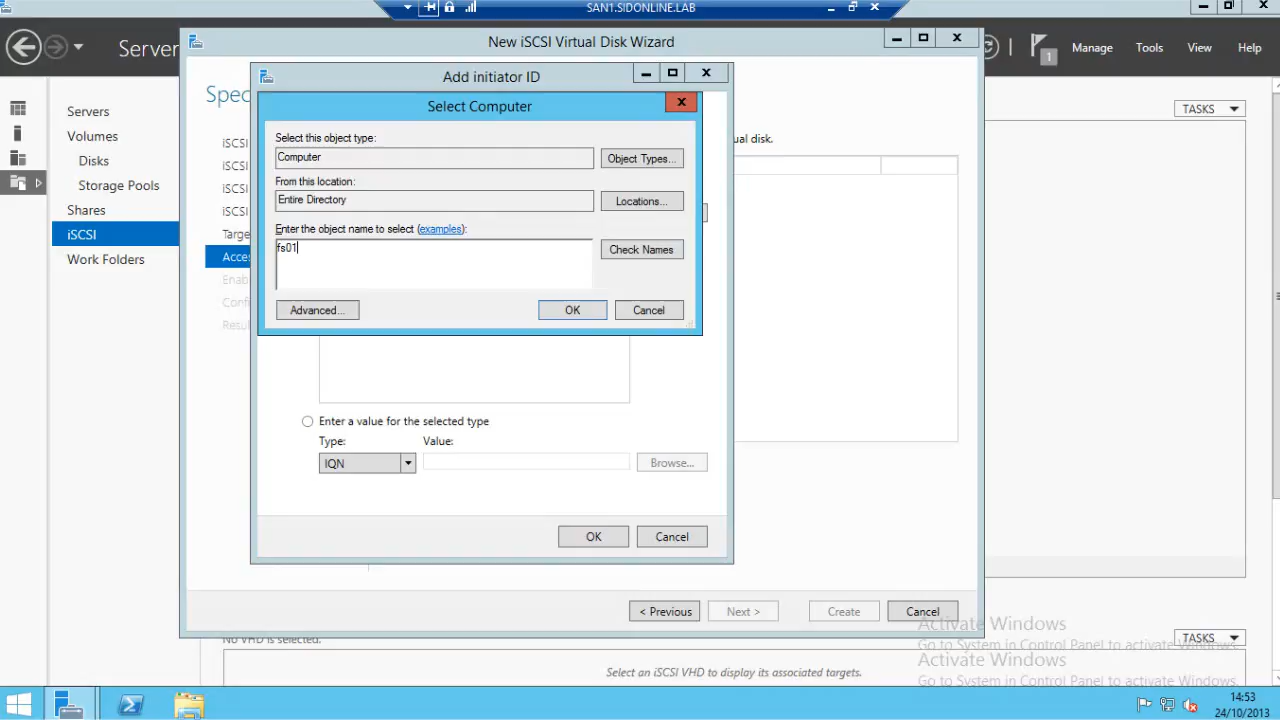 SAN1.SIDONLINE.LAB
Server
1
Manage
Tools
View
Help
Servers
Volumes
Disks
Storage Pools
Shares
iSCSI
Work Folders
TASKS
New iSCSI Virtual Disk Wizard
iSCSI
iSCSI
iSCSI
iSCSI
ual disk.
Add initiator ID
Select Computer
Select this object type:
Computer
Object Types...
From this location:
Entire Directory
Locations...
Enter the object name to select (examples):
fs01
Check Names
Advanced...
OK
Cancel
Enter a value for the selected type
Type:
Value:
IQN
Browse...
OK
Cancel
< Previous
Next >
Create
Cancel
No VHD is selected.
TASKS
Select an iSCSI VHD to display its associated targets.
Activate Windows
Go to System in Control Panel to activate Windows.
Activate Windows
Go to System in Control Panel to activate Windows.
14:53
24/10/2013